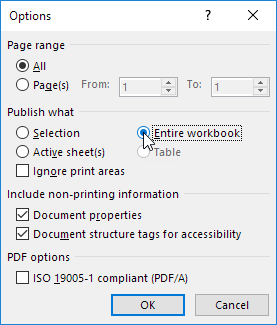 Options
Page range
All
Page(s) From: 1 To: 1
Publish what
Selection Entire workbook
Active sheet(s) Table
Ignore print areas
Include non-printing information
Document properties
Document structure tags for accessibility
PDF options
ISO 19005-1 compliant (PDF/A)
OK Cancel